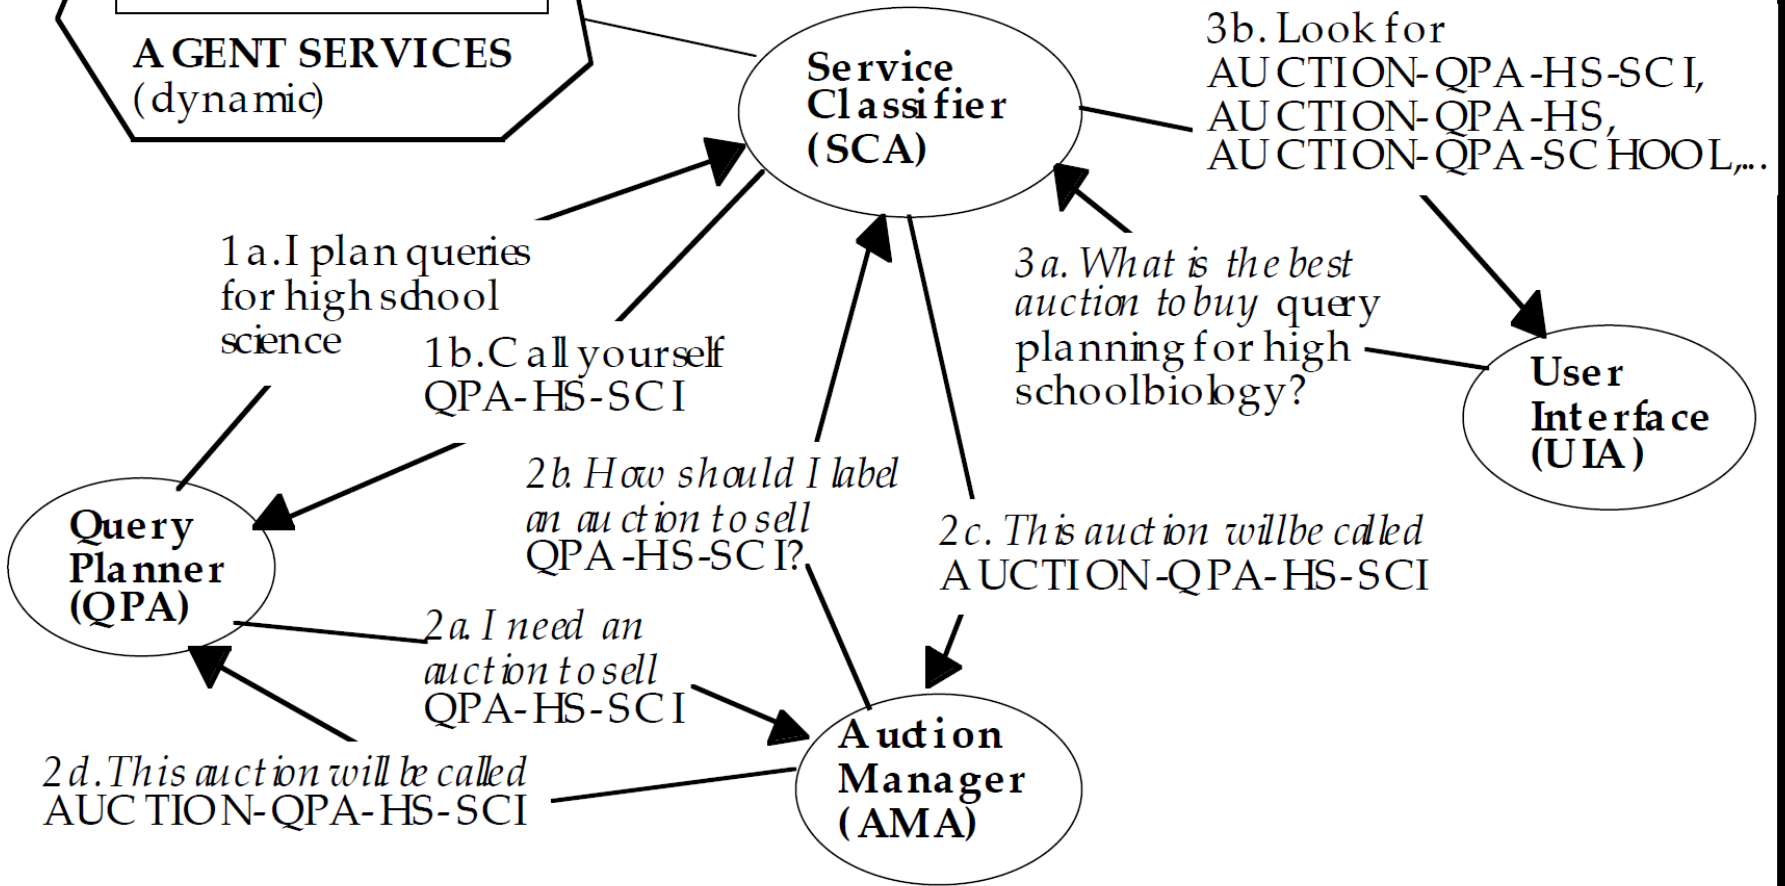 AGENT SERVICES
(dynamic)
Service
Classifier
(SCA)
3b. Look for
AUCTION-QPA-HS-SCI,
AUCTION-QPA-HS,
AUCTION-QPA-SCHOOL,...
1a. I plan queries
for high school
science
1b. Call yourself
QPA-HS-SCI
3a. What is the best
auction to buy query
planning for high
school biology?
User
Interface
(UIA)
2b. How should I label
an auction to sell
QPA-HS-SCI?
2c. This auction will be called
AUCTION-QPA-HS-SCI
Query
Planner
(QPA)
2a. I need an
auction to sell
QPA-HS-SCI
2d. This auction will be called
AUCTION-QPA-HS-SCI
Auction
Manager
(AMA)